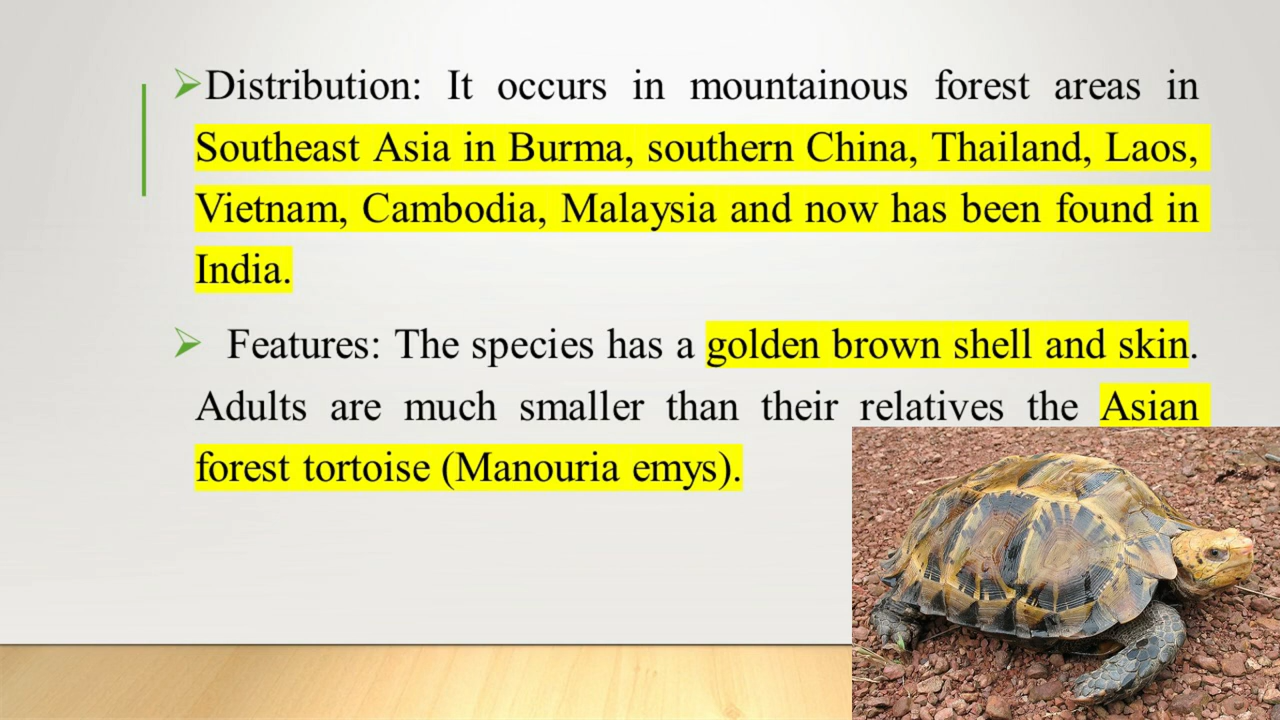 Distribution: It occurs in mountainous forest areas in
Southeast Asia in Burma, southern China, Thailand, Laos,
Vietnam, Cambodia, Malaysia and now has been found in
India.
Features: The species has a golden brown shell and skin.
Adults are much smaller than their relatives the Asian
forest tortoise (Manouria emys).